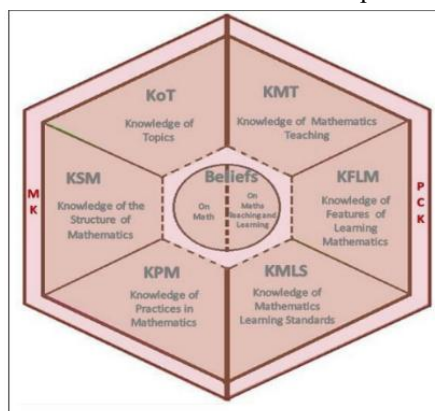 KoT
Knowledge of
Topics
KMT
Knowledge of Mathematics
Teaching
MK
KSM
Knowledge of the
Structure of
Mathematics
Beliefs
On
Math
On
Maths
Teaching and
Learning
KFLM
Knowledge of
Features of
Learning
Mathematics
PCK
KPM
Knowledge of
Practices in
Mathematics
KMLS
Knowledge of
Mathematics
Learning Standards